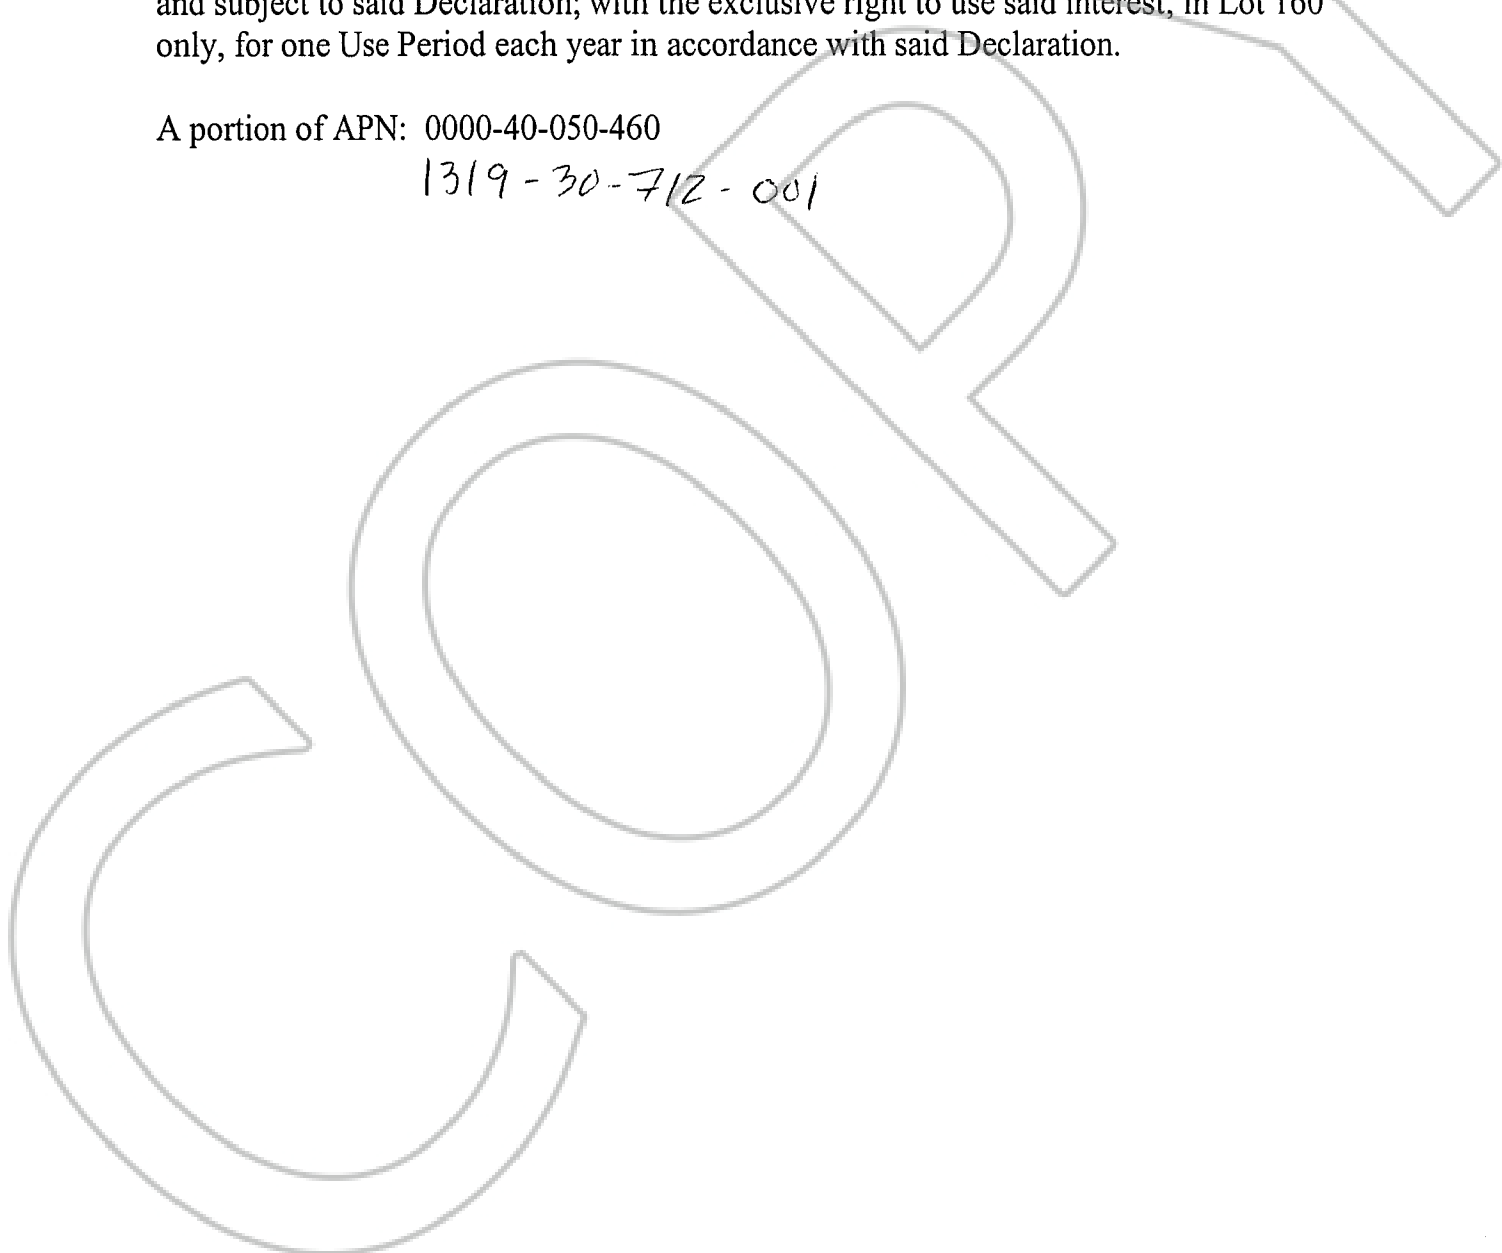 and subject to said Declaration; with the exclusive right to use said interest, in Lot 160
only, for one Use Period each year in accordance with said Declaration.
A portion of APN: 0000-40-050-460
1319-30-712-001
COPY